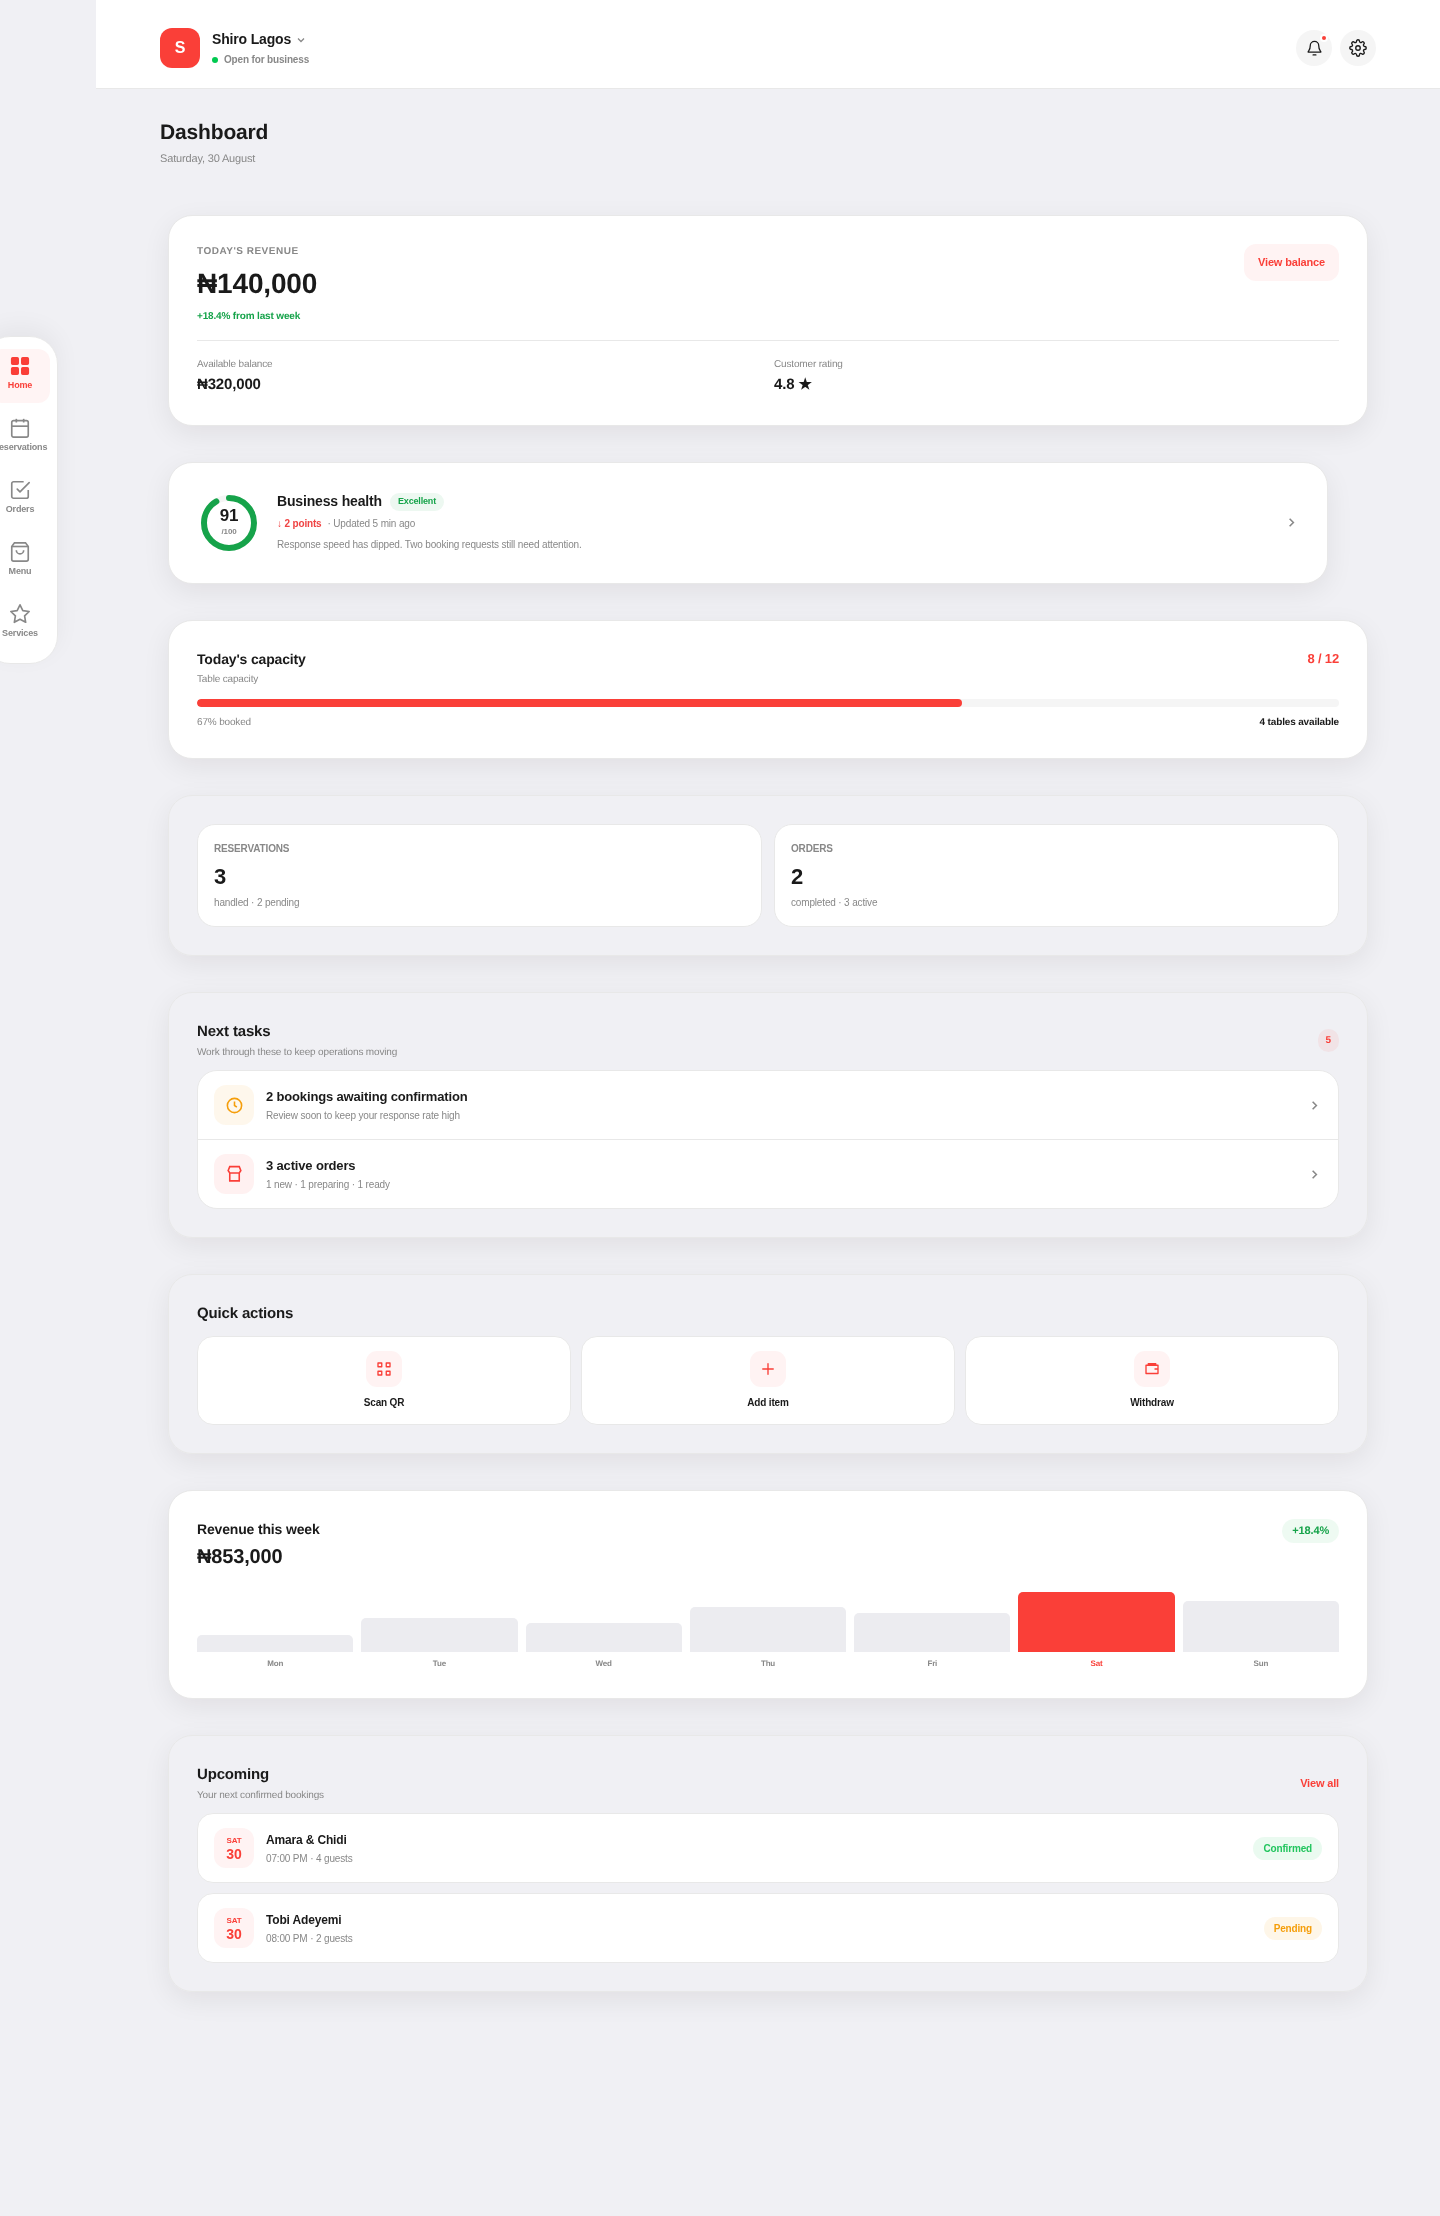 S
Shiro Lagos
Open for business
Dashboard
Saturday, 30 August
TODAY'S REVENUE
₦140,000
+18.4% from last week
View balance
Available balance
₦320,000
Customer rating
4.8 ★
Home
eservations
Orders
Menu
Services
91
/100
Business health
Excellent
↓ 2 points · Updated 5 min ago
Response speed has dipped. Two booking requests still need attention.
Today's capacity
8 / 12
Table capacity
67% booked
4 tables available
RESERVATIONS
3
handled · 2 pending
ORDERS
2
completed · 3 active
Next tasks
Work through these to keep operations moving
5
2 bookings awaiting confirmation
Review soon to keep your response rate high
3 active orders
1 new · 1 preparing · 1 ready
Quick actions
Scan QR
Add item
Withdraw
Revenue this week
₦853,000
+18.4%
Mon
Tue
Wed
Thu
Fri
Sat
Sun
Upcoming
Your next confirmed bookings
View all
SAT
30
Amara & Chidi
07:00 PM · 4 guests
Confirmed
SAT
30
Tobi Adeyemi
08:00 PM · 2 guests
Pending